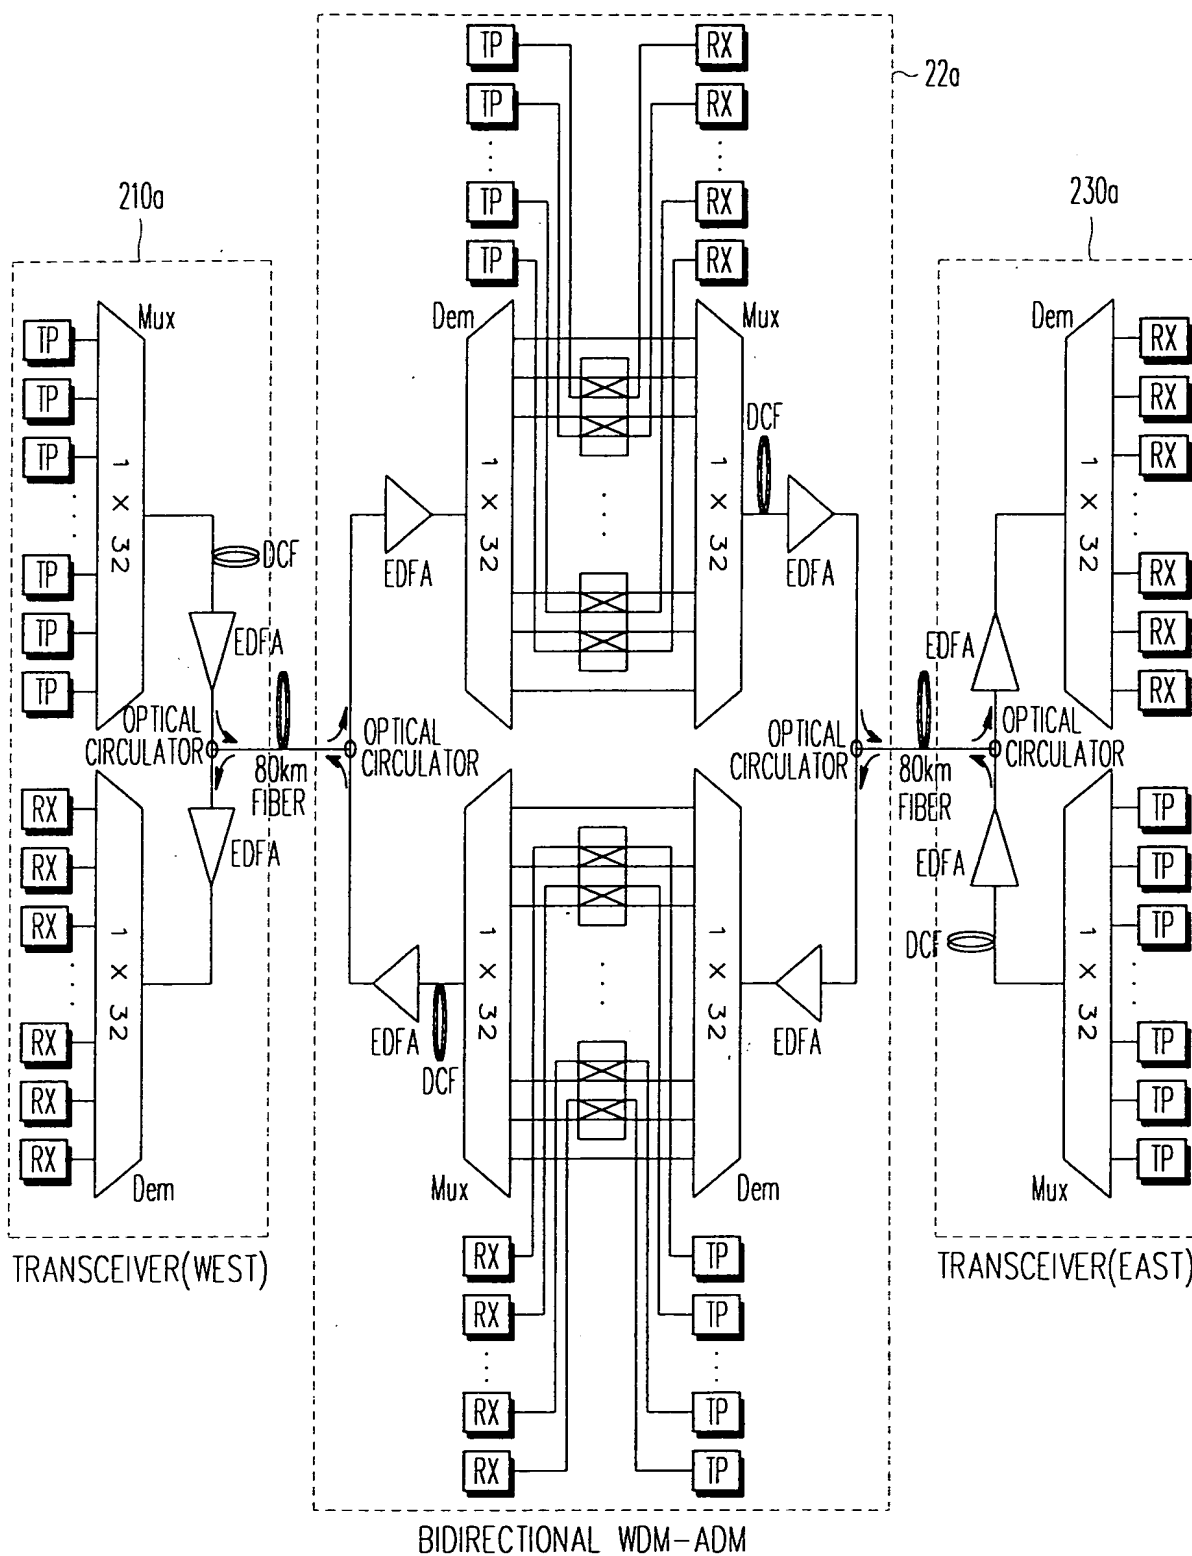 TP
RX
22a
TP
RX
210a
230a
TP
RX
TP
RX
Dem
Mux
Mux
Dem
TP
RX
TP
RX
DCF
TP
RX
1 X 32
1 X 32
1 X 32
1 X 32
DCF
EDFA
EDFA
TP
RX
TP
EDFA
EDFA
RX
TP
RX
OPTICAL
CIRCULATOR
OPTICAL
CIRCULATOR
OPTICAL
CIRCULATOR
OPTICAL
CIRCULATOR
80km
FIBER
80km
FIBER
RX
TP
EDFA
EDFA
RX
TP
RX
TP
1 X 32
1 X 32
1 X 32
1 X 32
DCF
RX
EDFA
EDFA
TP
DCF
RX
TP
RX
TP
Dem
Mux
Dem
Mux
RX
TP
TRANSCEIVER(WEST)
TRANSCEIVER(EAST)
RX
TP
RX
TP
RX
TP
BIDIRECTIONAL WDM-ADM